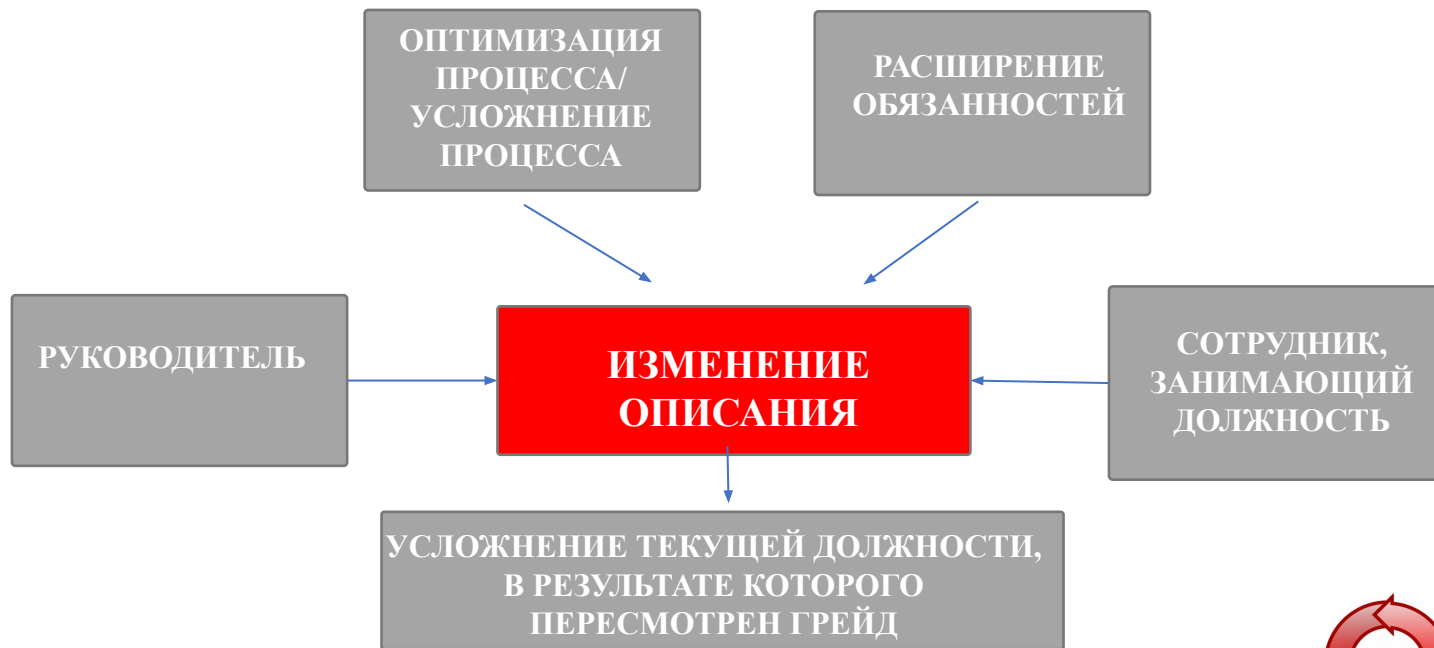 ОПТИМИЗАЦИЯ
ПРОЦЕССА/
УСЛОЖНЕНИЕ
ПРОЦЕССА
РАСШИРЕНИЕ
ОБЯЗАННОСТЕЙ
РУКОВОДИТЕЛЬ
ИЗМЕНЕНИЕ
ОПИСАНИЯ
СОТРУДНИК,
ЗАНИМАЮЩИЙ
ДОЛЖНОСТЬ
УСЛОЖНЕНИЕ ТЕКУЩЕЙ ДОЛЖНОСТИ,
В РЕЗУЛЬТАТЕ КОТОРОГО
ПЕРЕСМОТРЕН ГРЕЙД